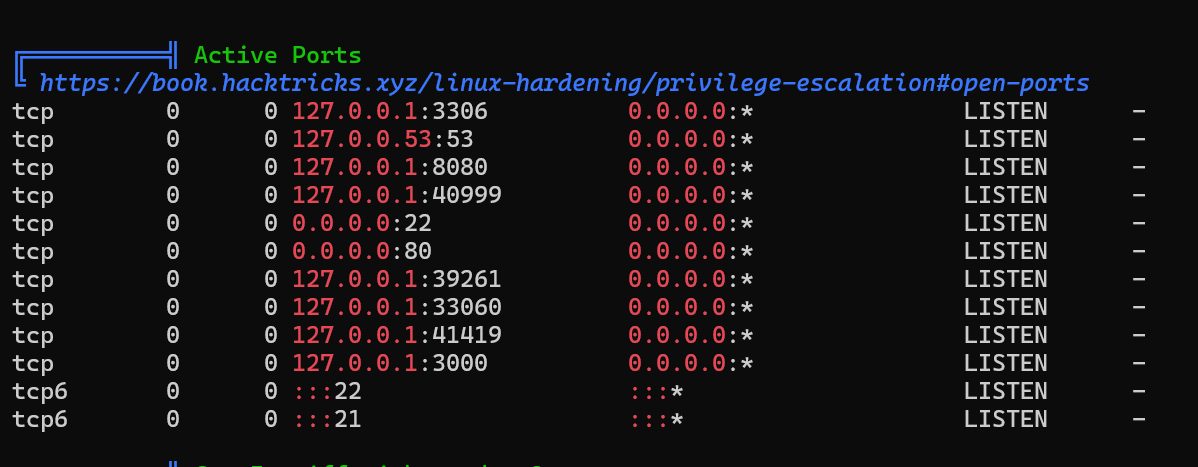 ╔══════════╣ Active Ports
╚ https://book.hacktricks.xyz/linux-hardening/privilege-escalation#open-ports
tcp        0      0 127.0.0.1:3306          0.0.0.0:*               LISTEN      -
tcp        0      0 127.0.0.53:53           0.0.0.0:*               LISTEN      -
tcp        0      0 127.0.0.1:8080          0.0.0.0:*               LISTEN      -
tcp        0      0 127.0.0.1:40999         0.0.0.0:*               LISTEN      -
tcp        0      0 0.0.0.0:22              0.0.0.0:*               LISTEN      -
tcp        0      0 0.0.0.0:80              0.0.0.0:*               LISTEN      -
tcp        0      0 127.0.0.1:39261         0.0.0.0:*               LISTEN      -
tcp        0      0 127.0.0.1:33060         0.0.0.0:*               LISTEN      -
tcp        0      0 127.0.0.1:41419         0.0.0.0:*               LISTEN      -
tcp        0      0 127.0.0.1:3000          0.0.0.0:*               LISTEN      -
tcp6       0      0 :::22                   :::*                    LISTEN      -
tcp6       0      0 :::21                   :::*                    LISTEN      -